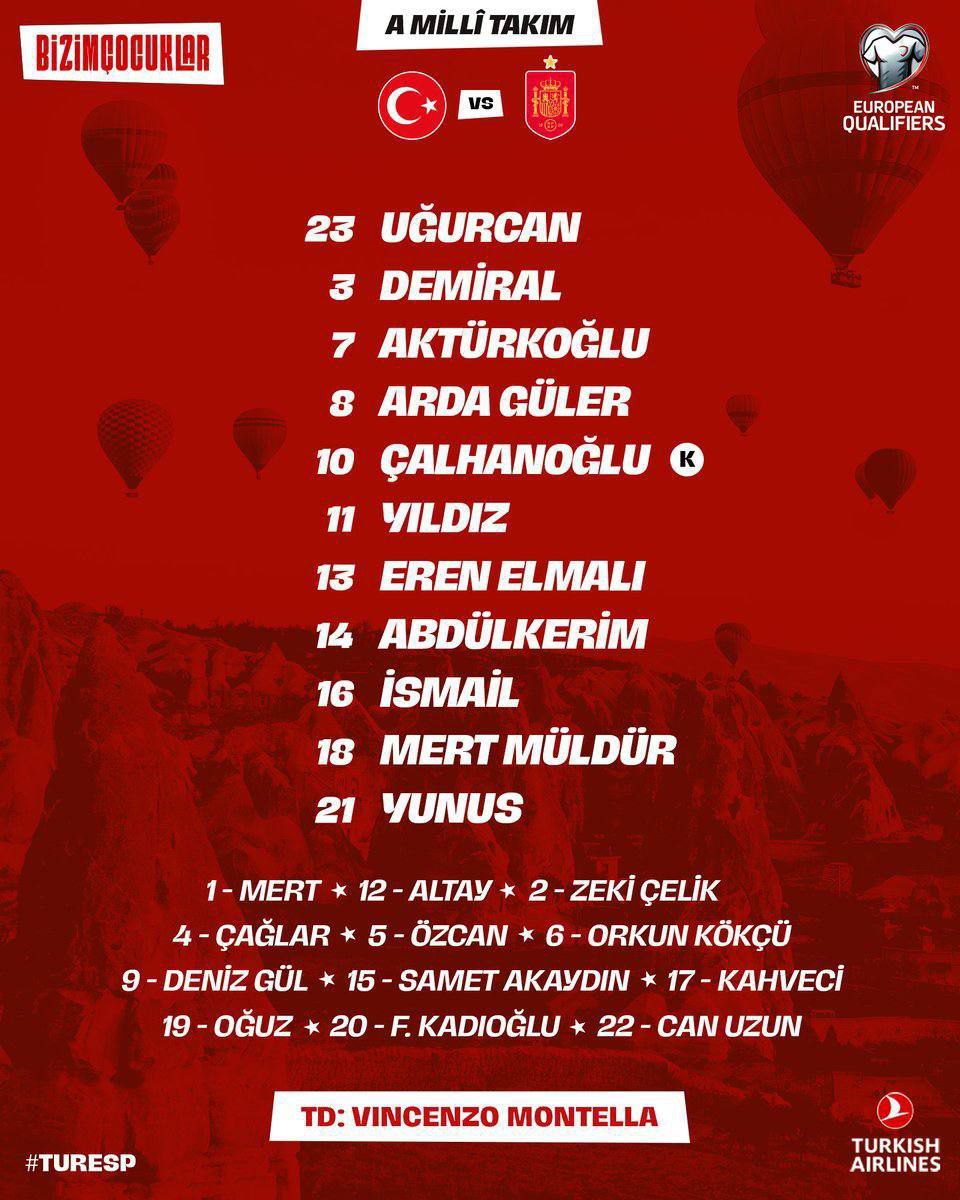 BİZİMÇOCUKLAR
A MİLLÎ TAKIM
VS
EUROPEAN
QUALIFIERS
23 UĞURCAN
3 DEMİRAL
7 AKTÜRKOĞLU
8 ARDA GÜLER
10 ÇALHANOĞLU K
11 YILDIZ
13 EREN ELMALI
14 ABDÜLKERİM
16 İSMAİL
18 MERT MÜLDÜR
21 YUNUS
1 - MERT ★ 12 - ALTAY ★ 2 - ZEKİ ÇELİK
4 - ÇAĞLAR ★ 5 - ÖZCAN ★ 6 - ORKUN KÖKÇÜ
9 - DENİZ GÜL ★ 15 - SAMET AKAYDIN ★ 17 - KAHVECİ
19 - OĞUZ ★ 20 - F. KADIOĞLU ★ 22 - CAN UZUN
TD: VINCENZO MONTELLA
#TURESP
TURKISH
AIRLINES